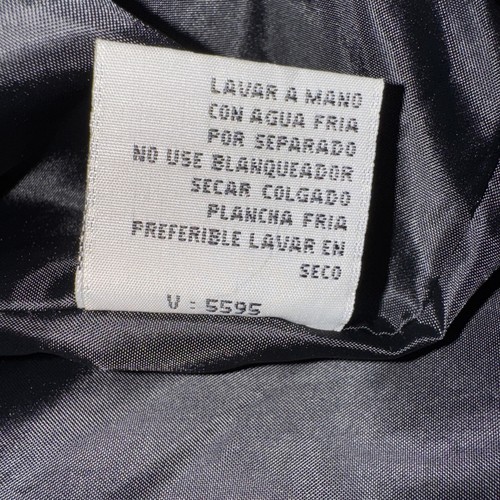 LAVAR A MANO
CON AGUA FRIA
POR SEPARADO
NO USE BLANQUEADOR
SECAR COLGADO
PLANCHA FRIA
PREFERIBLE LAVAR EN
SECO
V : 5595